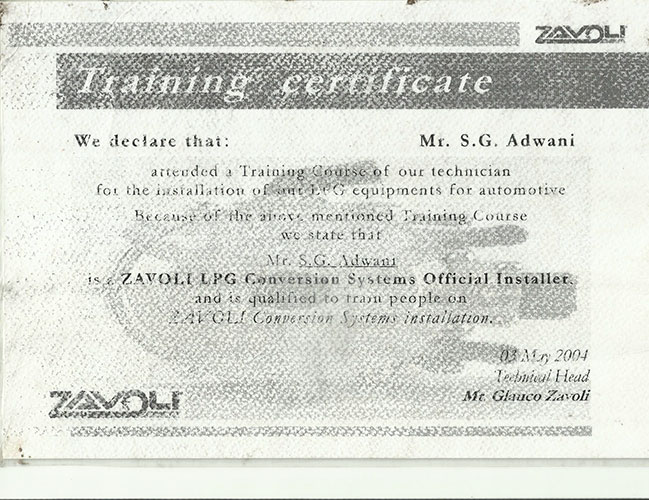 ZAVOLI
Training certificate
We declare that: Mr. S.G. Adwani
attended a Training Course of our technician
for the installation of our LPG equipments for automotive
Because of the above mentioned Training Course
we state that
Mr. S.G. Adwani
is a ZAVOLI LPG Conversion Systems Official Installer,
and is qualified to train people on
ZAVOLI Conversion Systems installation.
03 May 2004
Technical Head
Mr. Glauco Zavoli
ZAVOLI